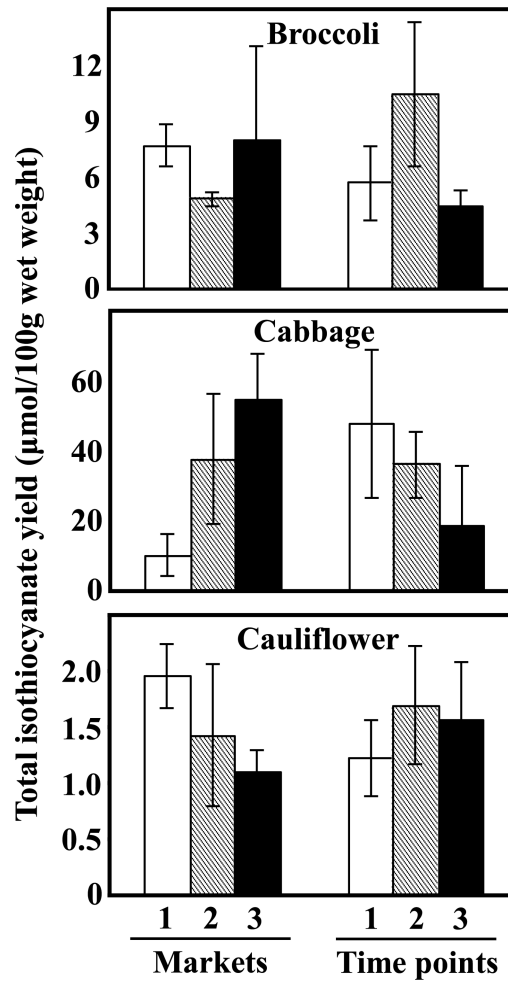 Total isothiocyanate yield (μmol/100g wet weight)
Broccoli
12
9
6
3
0
Cabbage
60
40
20
0
Cauliflower
2.0
1.5
1.0
0.5
0
1 2 3 1 2 3
Markets Time points